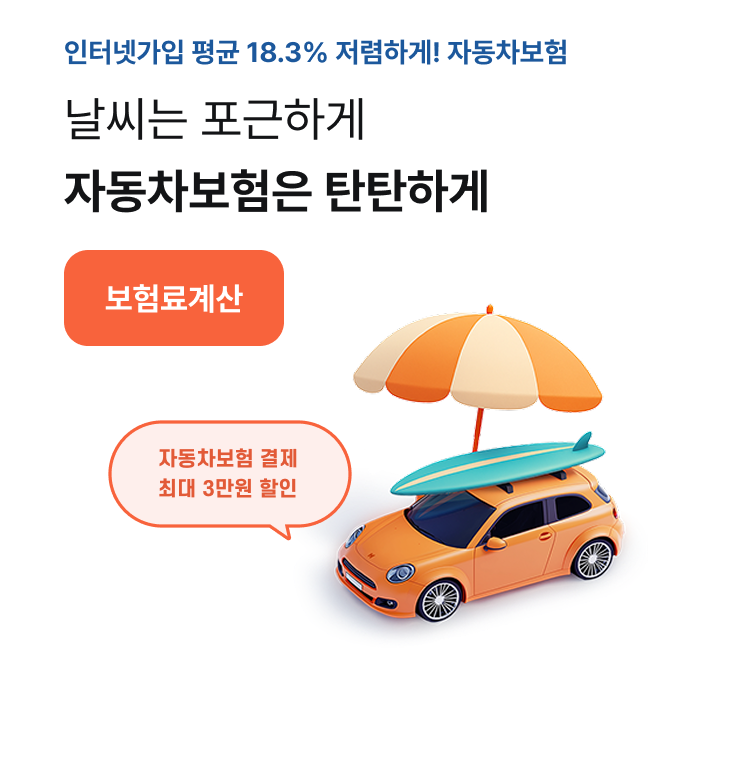 인터넷가입 평균 18.3% 저렴하게! 자동차보험
날씨는 포근하게
자동차보험은 탄탄하게
보험료계산
자동차보험 결제
최대 3만원 할인